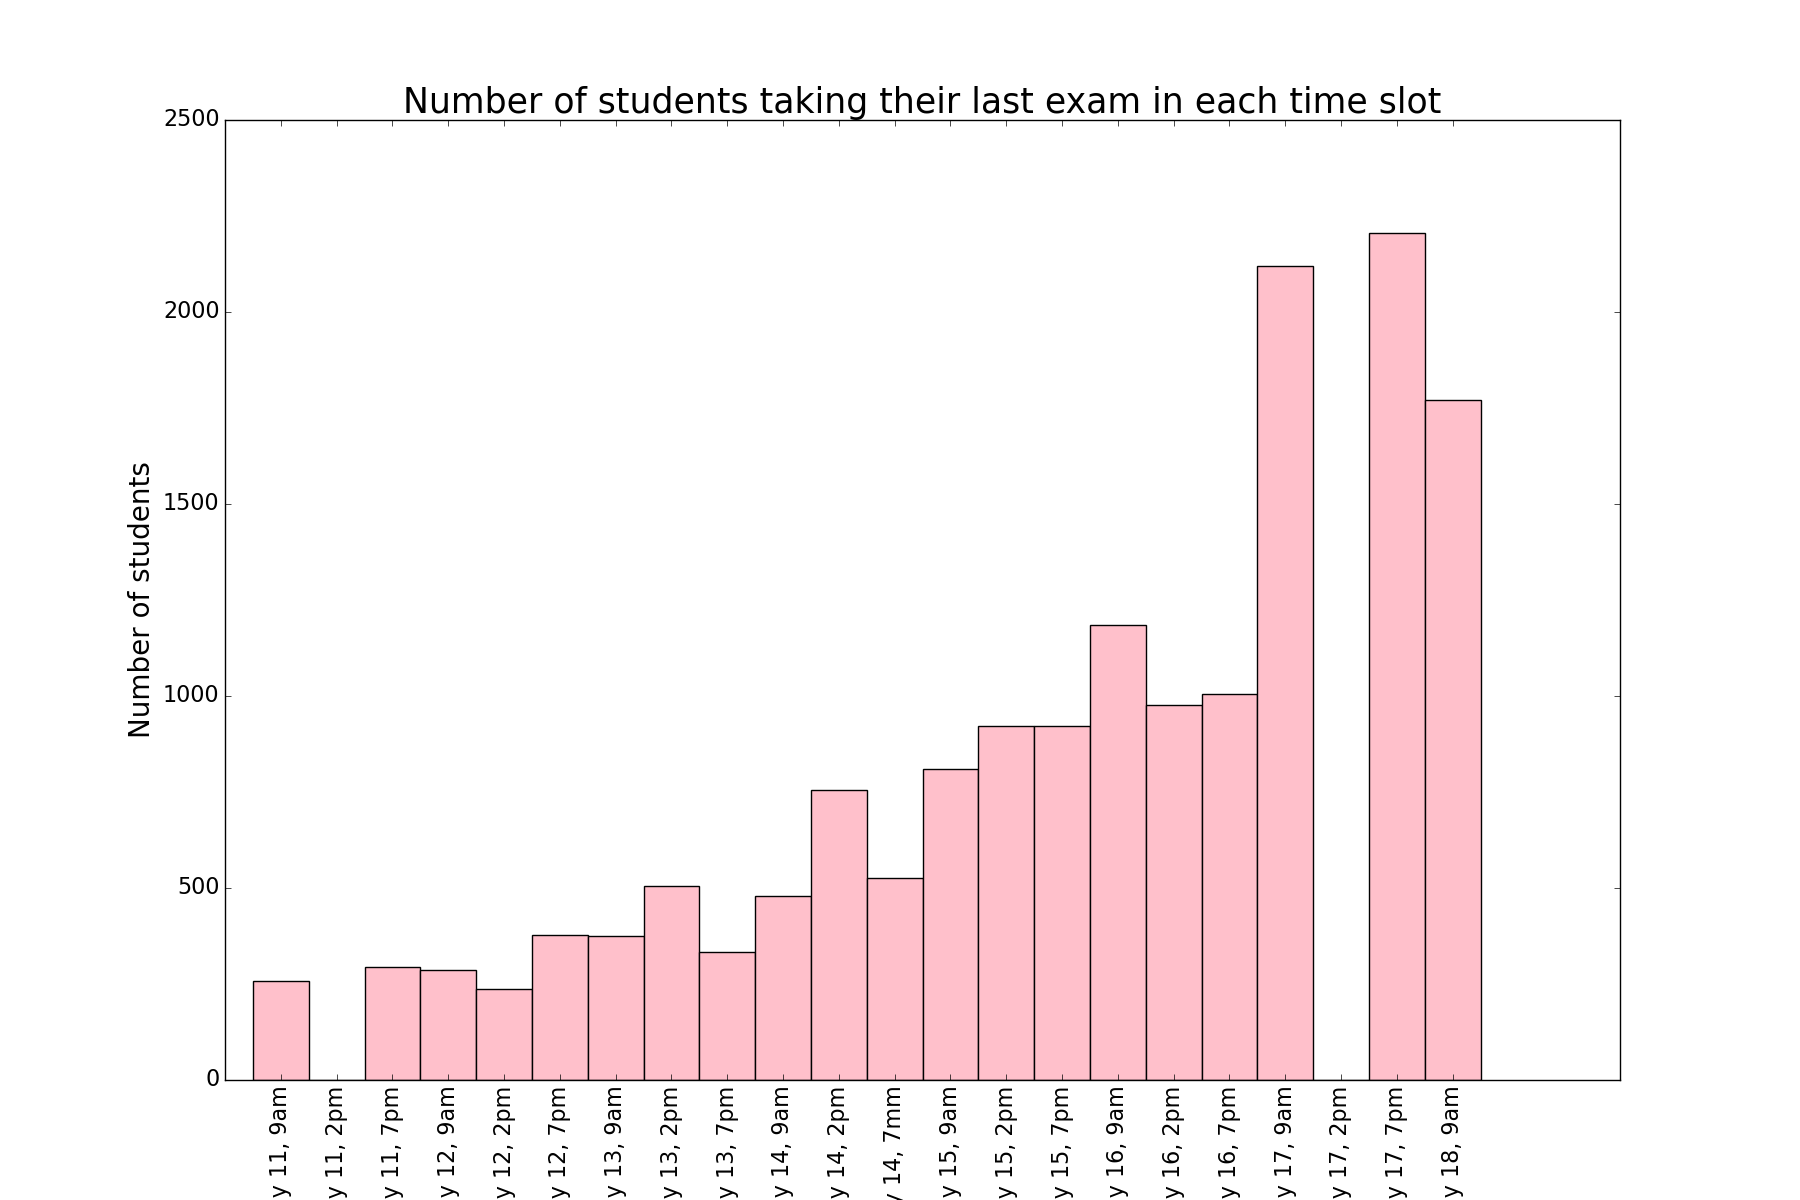 Number of students taking their last exam in each time slot
Number of students
2500
2000
1500
1000
500
0
y 11, 9am
y 11, 2pm
y 11, 7pm
y 12, 9am
y 12, 2pm
y 12, 7pm
y 13, 9am
y 13, 2pm
y 13, 7pm
y 14, 9am
y 14, 2pm
y 14, 7mm
y 15, 9am
y 15, 2pm
y 15, 7pm
y 16, 9am
y 16, 2pm
y 16, 7pm
y 17, 9am
y 17, 2pm
y 17, 7pm
y 18, 9am